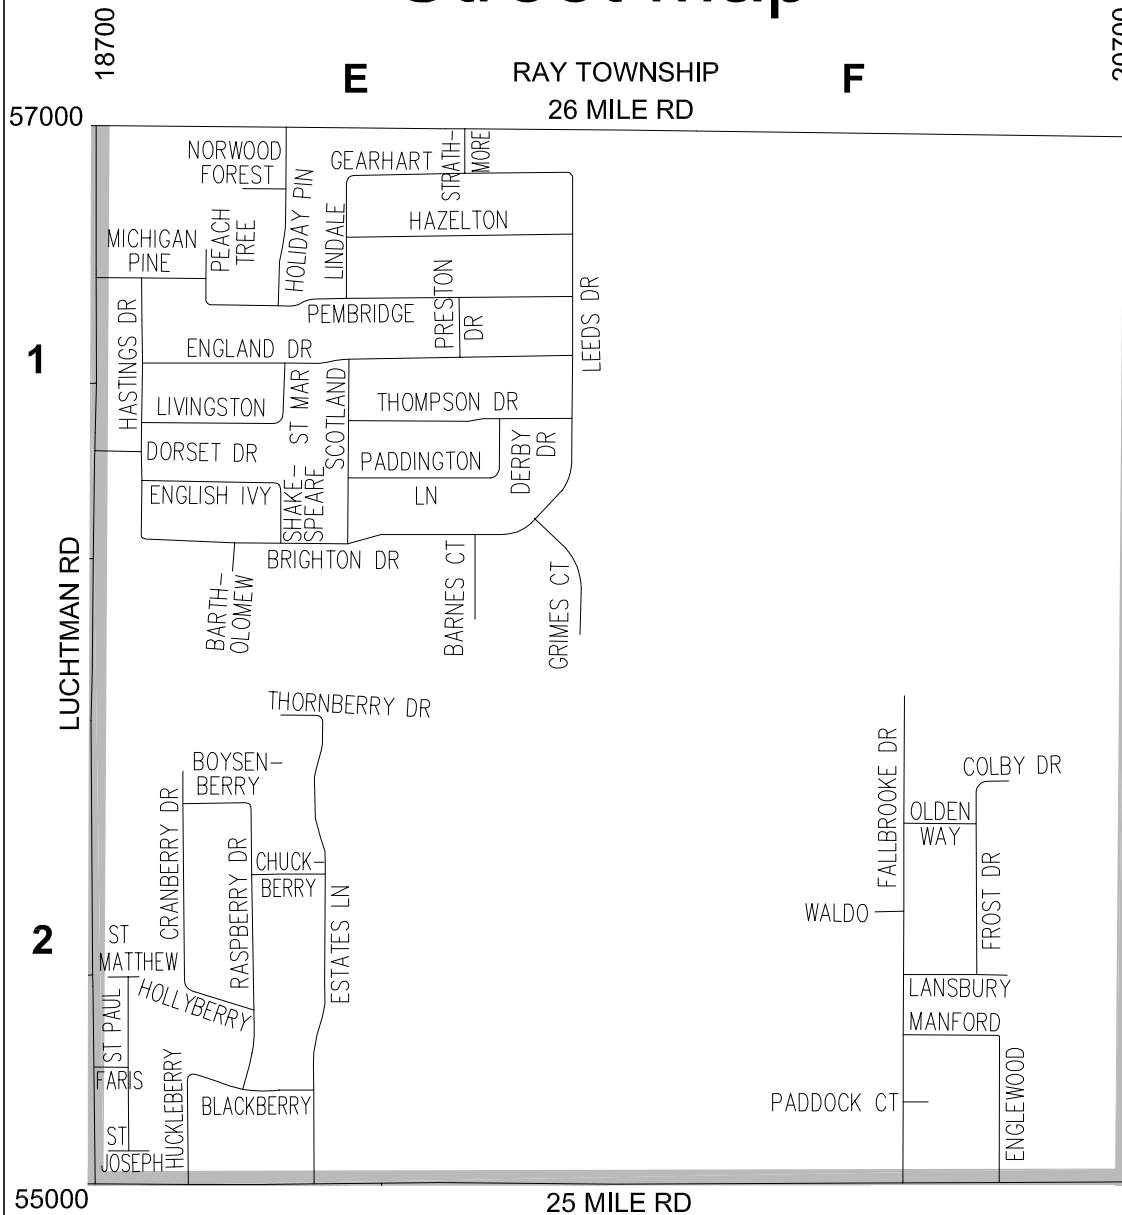 Street Map
18700
20700
E
RAY TOWNSHIP
F
57000
26 MILE RD
NORWOOD
FOREST
GEARHART
STRATH-
MORE
HOLIDAY PIN
LINDALE
HAZELTON
PEACH
TREE
MICHIGAN
PINE
PEMBRIDGE
PRESTON
DR
LEEDS DR
HASTINGS DR
1
ENGLAND DR
LIVINGSTON
ST MAR
SCOTLAND
THOMPSON DR
DORSET DR
PADDINGTON
LN
DERBY
DR
ENGLISH IVY
SHAKE-
SPEARE
BRIGHTON DR
BARTH-
OLOMEW
BARNES CT
GRIMES CT
LUCHTMAN RD
THORNBERRY DR
BOYSEN-
BERRY
CRANBERRY DR
RASPBERRY DR
CHUCK-
BERRY
ESTATES LN
FALLBROOKE DR
COLBY DR
OLDEN
WAY
FROST DR
WALDO
2
ST
MATTHEW
HOLLYBERRY
ST PAUL
LANSBURY
MANFORD
FARIS
HUCKLEBERRY
BLACKBERRY
PADDOCK CT
ENGLEWOOD
ST
JOSEPH
55000
25 MILE RD